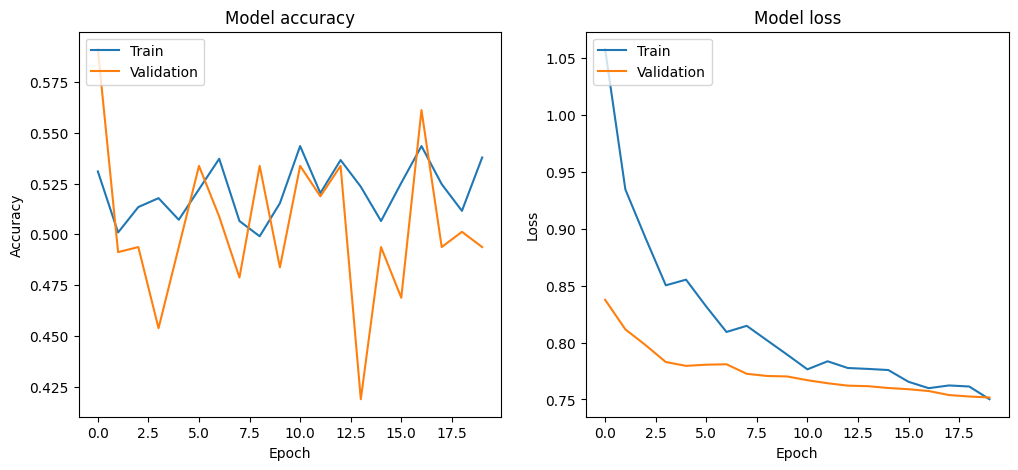 Model accuracy
Train
Validation
0.575
0.550
0.525
0.500
0.475
0.450
0.425
Accuracy
0.0 2.5 5.0 7.5 10.0 12.5 15.0 17.5
Epoch
Model loss
Train
Validation
1.05
1.00
0.95
0.90
0.85
0.80
0.75
Loss
0.0 2.5 5.0 7.5 10.0 12.5 15.0 17.5
Epoch